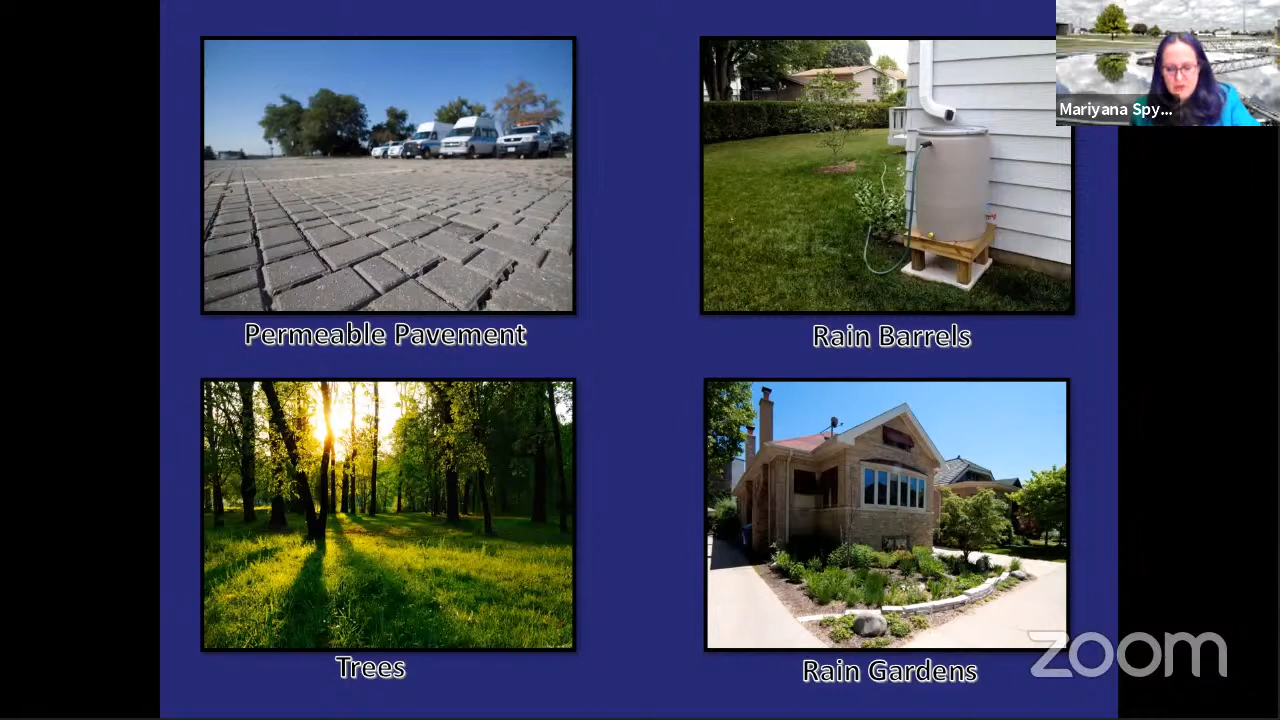 Mariyana Spy...
Permeable Pavement
Rain Barrels
Trees
Rain Gardens
zoom